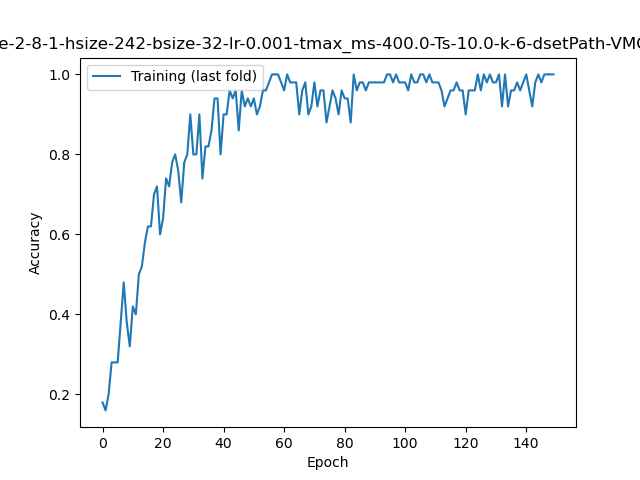 e-2-8-1-hsize-242-bsize-32-lr-0.001-tmax_ms-400.0-Ts-10.0-k-6-dsetPath-VMC
Training (last fold)
1.0
0.8
0.6
0.4
0.2
Accuracy
0 20 40 60 80 100 120 140
Epoch